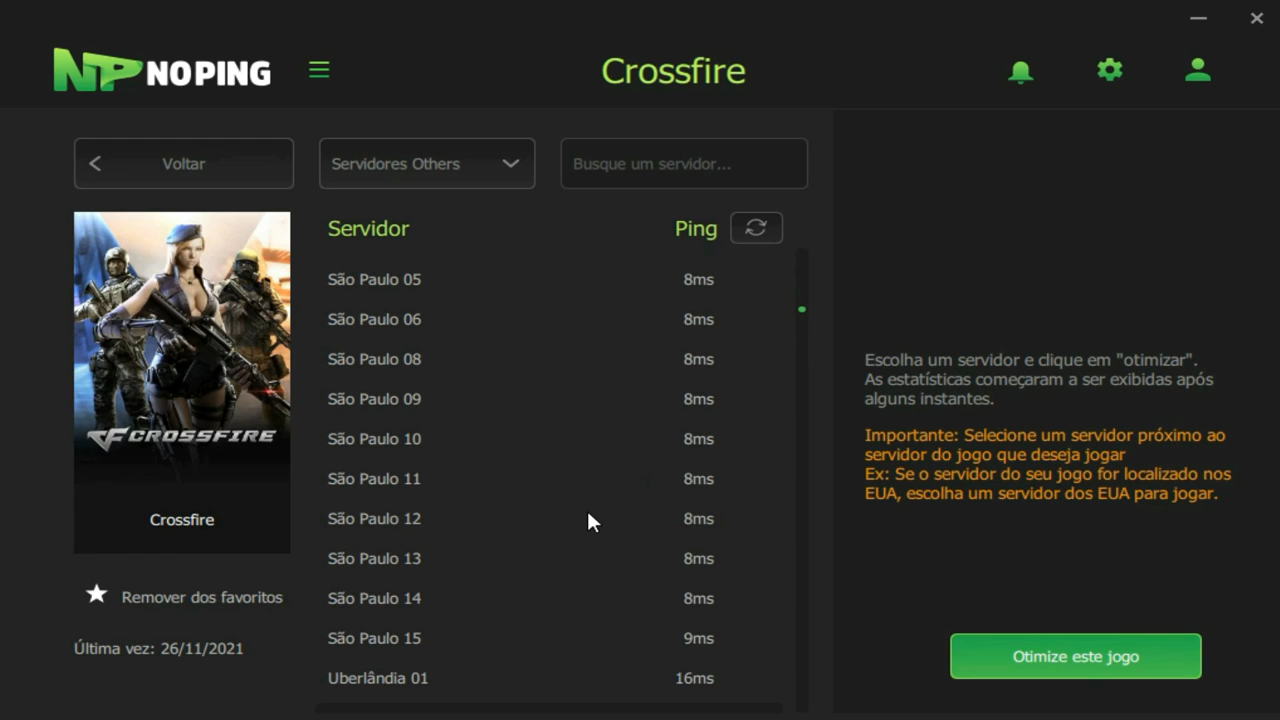 NP NOPING
Crossfire
Voltar
Servidores Others
Busque um servidor...
CF CROSSFIRE
Crossfire
Remover dos favoritos
Última vez: 26/11/2021
Servidor Ping
São Paulo 05 8ms
São Paulo 06 8ms
São Paulo 08 8ms
São Paulo 09 8ms
São Paulo 10 8ms
São Paulo 11 8ms
São Paulo 12 8ms
São Paulo 13 8ms
São Paulo 14 8ms
São Paulo 15 9ms
Uberlândia 01 16ms
Escolha um servidor e clique em "otimizar".
As estatísticas começaram a ser exibidas após
alguns instantes.
Importante: Selecione um servidor próximo ao
servidor do jogo que deseja jogar
Ex: Se o servidor do seu jogo for localizado nos
EUA, escolha um servidor dos EUA para jogar.
Otimize este jogo